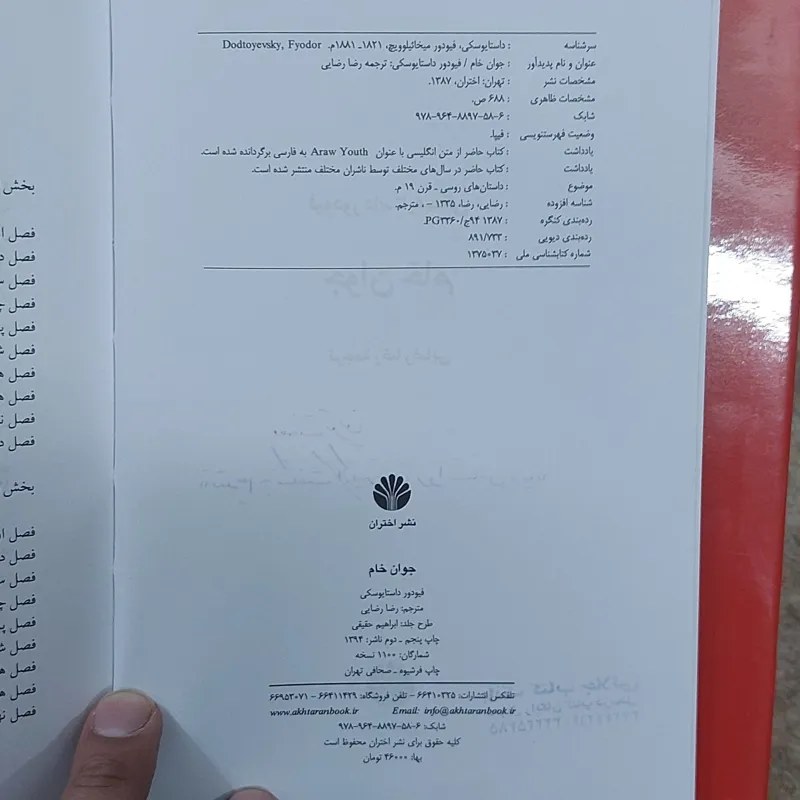 سرشناسه : داستایوسکی، فیودور میخائیلوویچ، ۱۸۲۱ـ ۱۸۸۱م. Dodtoyevsky, Fyodor
عنوان و نام پدیدآور : جوان خام / فیودور داستایوسکی؛ ترجمه رضا رضایی
مشخصات نشر : تهران: اختران، ۱۳۸۷.
مشخصات ظاهری : ۶۸۸ ص.
شابک : ۹۷۸-۹۶۴-۸۸۹۷-۵۸-۶
وضعیت فهرستنویسی : فیپا.
یادداشت : کتاب حاضر از متن انگلیسی با عنوان Araw Youth به فارسی برگردانده شده است.
یادداشت : کتاب حاضر در سال‌های مختلف توسط ناشران مختلف منتشر شده است.
موضوع : داستان‌های روسی ـ قرن ۱۹ م.
شناسه افزوده : رضایی، رضا، ۱۳۳۵ - ، مترجم.
رده‌بندی کنگره : ۱۳۸۷ ۹۴ج/PG۳۳۶۰
رده‌بندی دیویی : ۸۹۱/۷۳۳
شماره کتابشناسی ملی : ۱۳۷۵۰۳۷
نشر اختران
جوان خام
فیودور داستایوسکی
مترجم: رضا رضایی
طرح جلد: ابراهیم حقیقی
چاپ پنجم ـ دوم ناشر: ۱۳۹۴
شمارگان: ۱۱۰۰ نسخه
چاپ فرشیوه ـ صحافی تهران
تلفکس انتشارات: ۶۶۴۱۰۳۲۵ - تلفن فروشگاه: ۶۶۴۱۱۴۲۹ - ۶۶۹۵۳۰۷۱
www.akhtaranbook.ir Email: info@akhtaranbook.ir
شابک: ۶-۵۸-۸۸۹۷-۹۶۴-۹۷۸
کلیه حقوق برای نشر اختران محفوظ است
بها: ۴۶۰۰۰ تومان
بخش
فصل
فصل
فصل
فصل
فصل
فصل
فصل
فصل
فصل
فصل
بخش
فصل
فصل
فصل
فصل
فصل
فصل
فصل
فصل
فصل